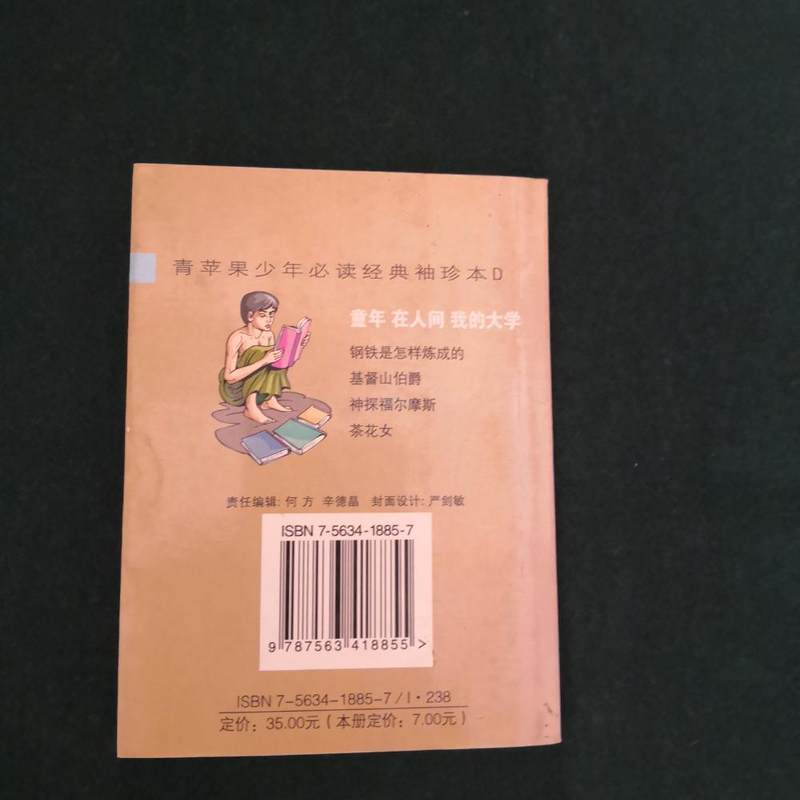 青苹果少年必读经典袖珍本D
童年 在人间 我的大学
钢铁是怎样炼成的
基督山伯爵
神探福尔摩斯
茶花女
责任编辑: 何 方 辛德晶 封面设计: 严剑敏
ISBN 7-5634-1885-7
9 787563 418855 >
ISBN 7-5634-1885-7/I·238
定价: 35.00元(本册定价: 7.00元)